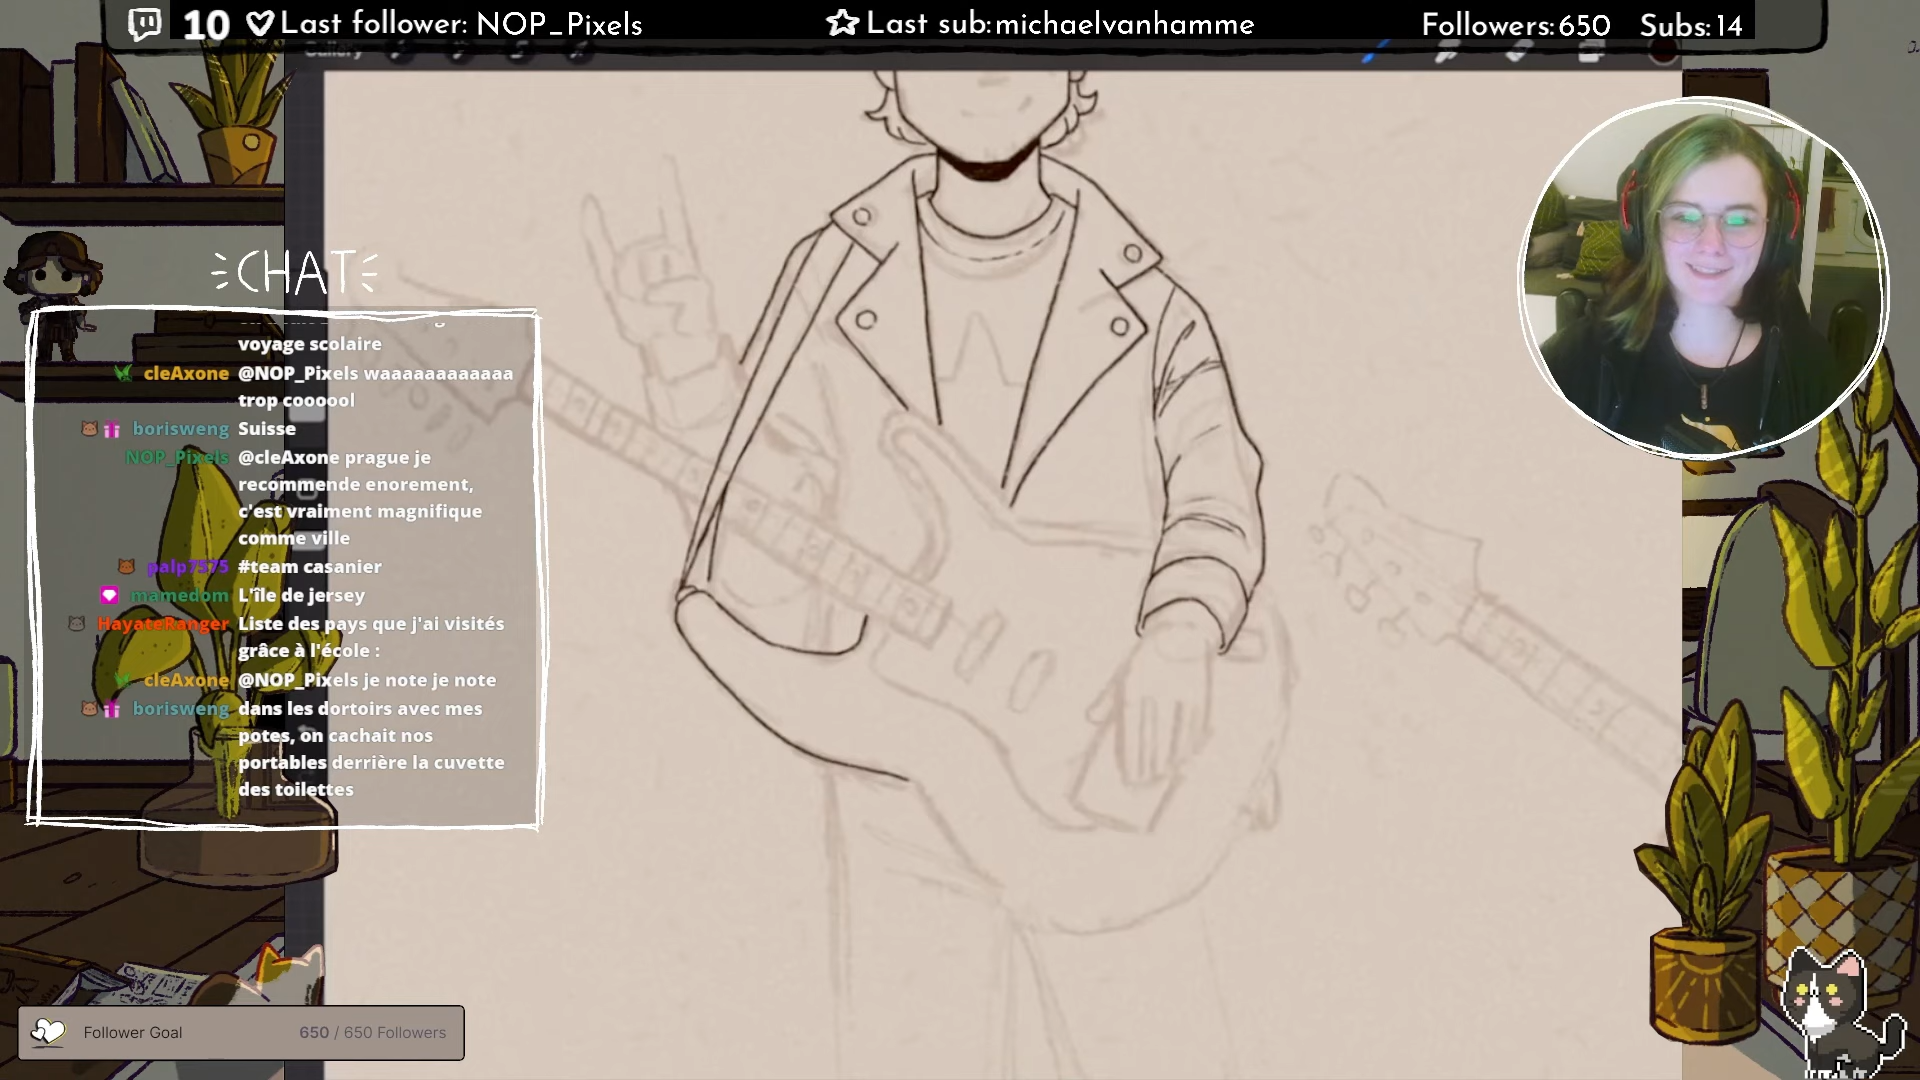 10 Last follower: NOP_Pixels Last sub: michaelvanhamme Followers: 650 Subs: 14
Gallery
CHAT
voyage scolaire
cleAxone @NOP_Pixels waaaaaaaaaaaa
trop coooool
borisweng Suisse
NOP_Pixels @cleAxone prague je
recommende enorement,
c'est vraiment magnifique
comme ville
palp7575 #team casanier
mamedom L'île de jersey
HayateRanger Liste des pays que j'ai visités
grâce à l'école :
cleAxone @NOP_Pixels je note je note
borisweng dans les dortoirs avec mes
potes, on cachait nos
portables derrière la cuvette
des toilettes
Follower Goal 650 / 650 Followers